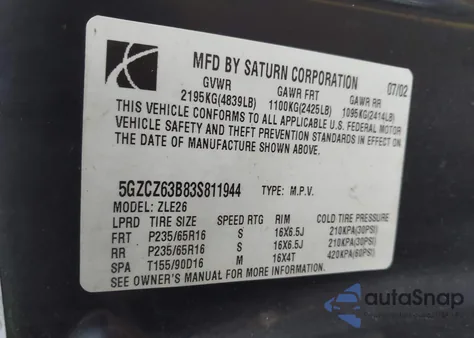 MFD BY SATURN CORPORATION 07/02
GVWR GAWR FRT GAWR RR
2195KG(4839LB) 1100KG(2425LB) 1095KG(2414LB)
THIS VEHICLE CONFORMS TO ALL APPLICABLE U.S. FEDERAL MOTOR
VEHICLE SAFETY AND THEFT PREVENTION STANDARDS IN EFFECT ON
THE DATE OF MANUFACTURE SHOWN ABOVE.
5GZCZ63B83S811944 TYPE: M.P.V.
MODEL: ZLE26
LPRD TIRE SIZE SPEED RTG RIM COLD TIRE PRESSURE
FRT P235/65R16 S 16X6.5J 210KPA(30PSI)
RR P235/65R16 S 16X6.5J 210KPA(30PSI)
SPA T155/90D16 M 16X4T 420KPA(60PSI)
SEE OWNER'S MANUAL FOR MORE INFORMATION.
autoSnap